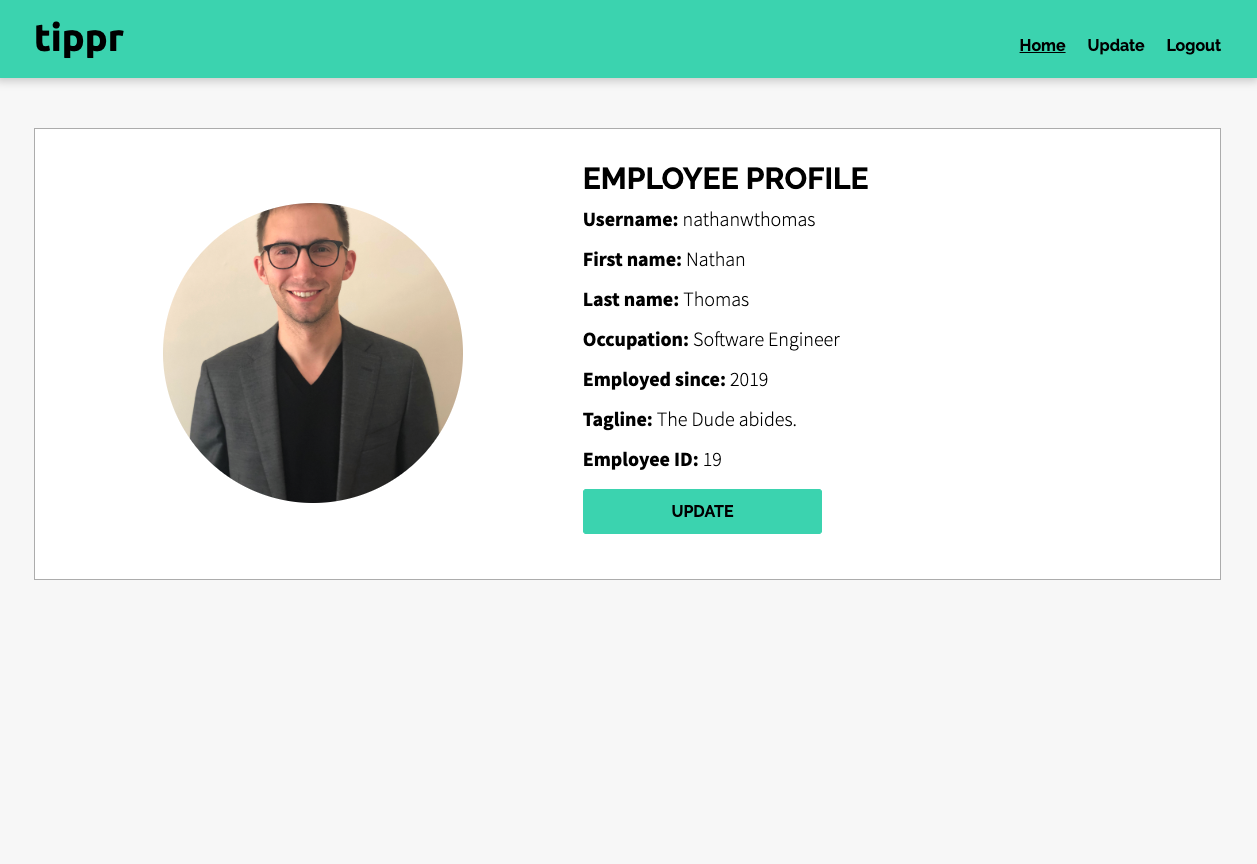 tippr
Home Update Logout
EMPLOYEE PROFILE
Username: nathanwthomas
First name: Nathan
Last name: Thomas
Occupation: Software Engineer
Employed since: 2019
Tagline: The Dude abides.
Employee ID: 19
UPDATE